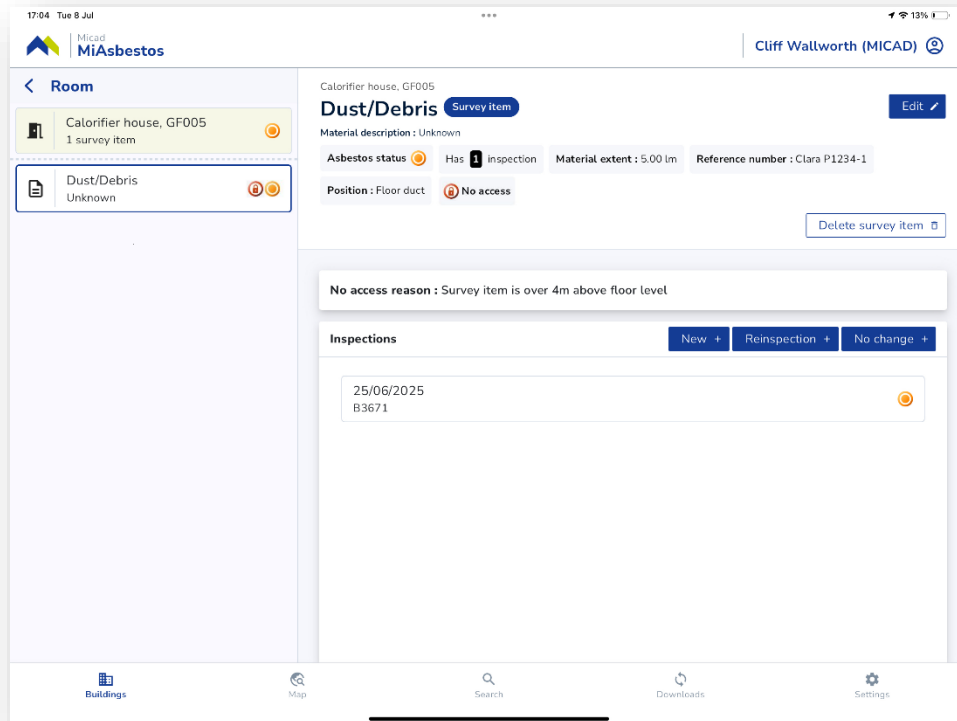 17:04 Tue 8 Jul
13%
Micad
MiAsbestos
Cliff Wallworth (MICAD)
Room
Calorifier house, GF005
1 survey item
Dust/Debris
Unknown
Calorifier house, GF005
Dust/Debris Survey item
Edit
Material description : Unknown
Asbestos status Has 1 inspection Material extent : 5.00 lm Reference number : Clara P1234-1
Position : Floor duct No access
Delete survey item
No access reason : Survey item is over 4m above floor level
Inspections New + Reinspection + No change +
25/06/2025
B3671
Buildings Map Search Downloads Settings